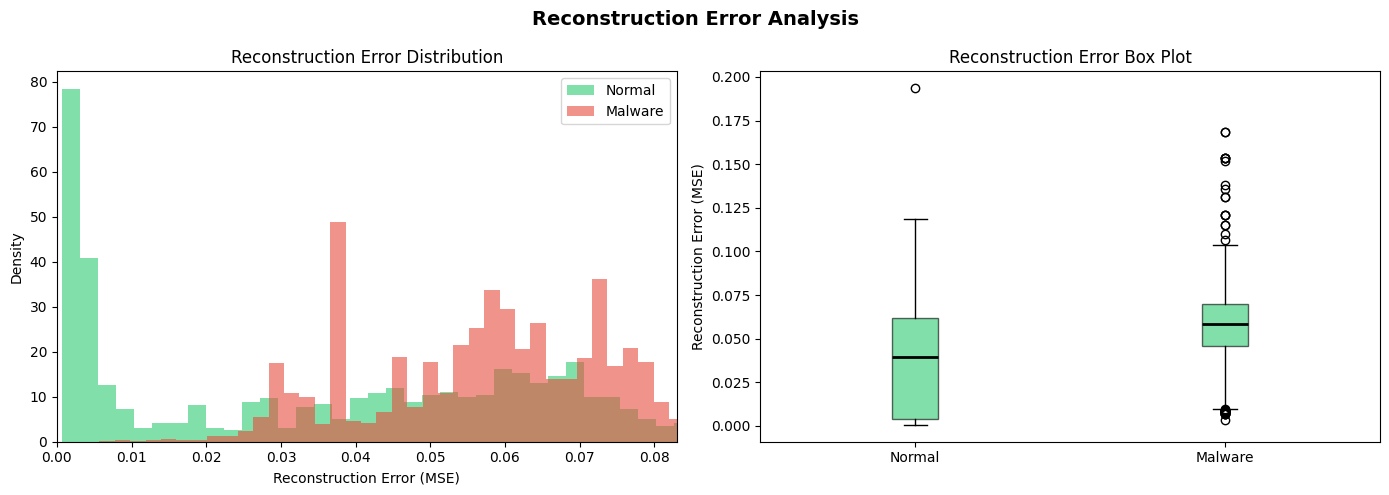 Reconstruction Error Analysis
Reconstruction Error Distribution
80
70
60
50
40
30
20
10
0
Density
0.00 0.01 0.02 0.03 0.04 0.05 0.06 0.07 0.08
Reconstruction Error (MSE)
Normal
Malware
Reconstruction Error Box Plot
0.200
0.175
0.150
0.125
0.100
0.075
0.050
0.025
0.000
Reconstruction Error (MSE)
Normal Malware